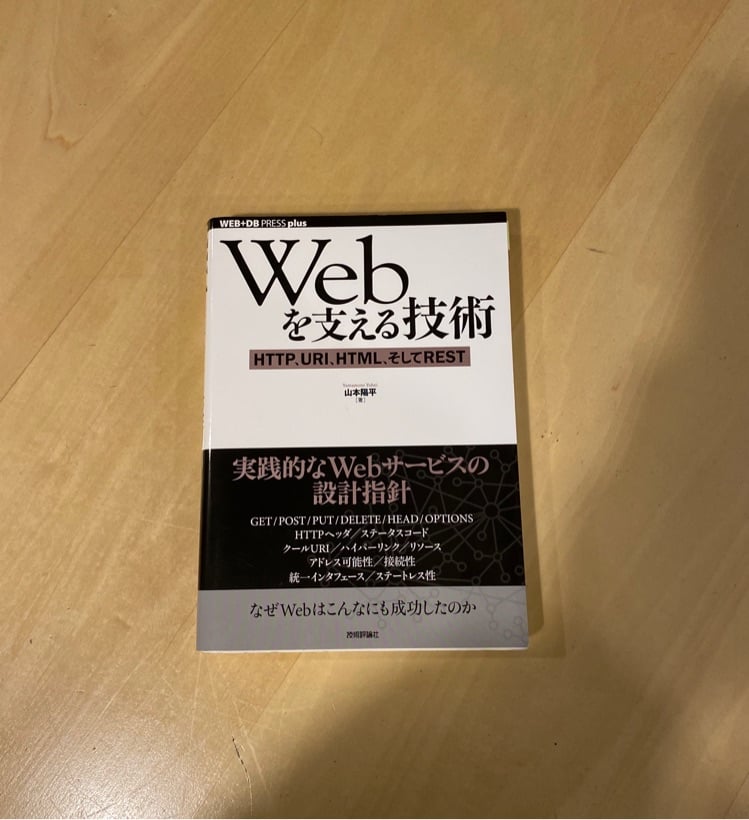 WEB+DB PRESS plus
Web
を支える技術
HTTP、URI、HTML、そしてREST
Yamamoto Yohei
山本陽平
[著]
実践的なWebサービスの
設計指針
GET/POST/PUT/DELETE/HEAD/OPTIONS
HTTPヘッダ/ステータスコード
クールURI/ハイパーリンク/リソース
アドレス可能性/接続性
統一インタフェース/ステートレス性
なぜWebはこんなにも成功したのか
技術評論社